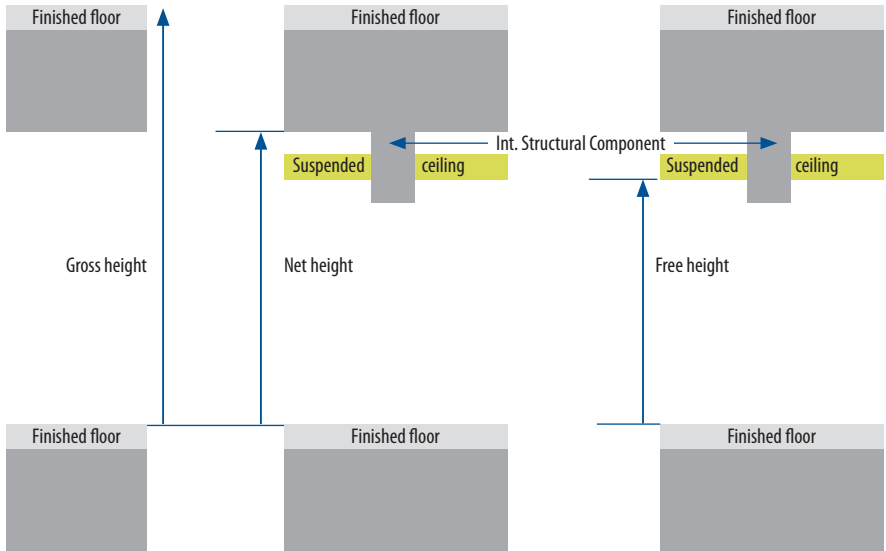 Finished floor
Finished floor
Finished floor
Int. Structural Component
Suspended
ceiling
Suspended
ceiling
Gross height
Net height
Free height
Finished floor
Finished floor
Finished floor